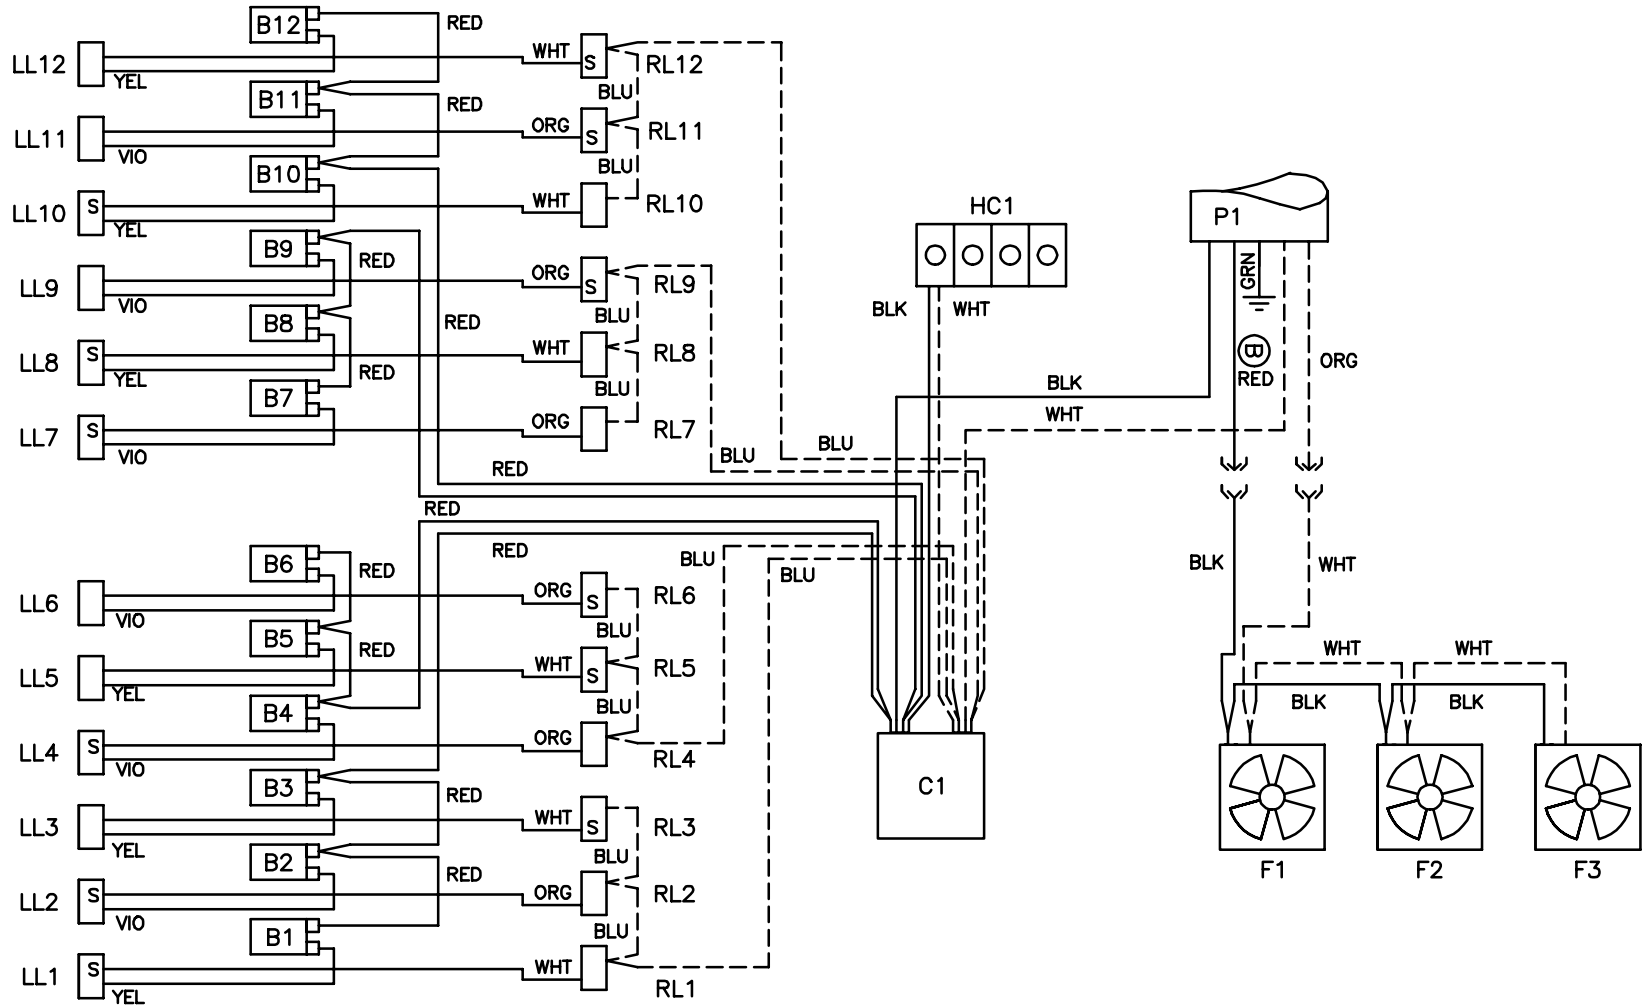 B12 RED
LL12 YEL WHT S RL12
B11 RED BLU
LL11 VIO ORG S RL11
B10 BLU
LL10 S YEL WHT RL10
HC1
P1
B9 RED
LL9 VIO ORG S RL9
GRN
BLK WHT
B8 RED BLU
LL8 S YEL WHT RL8
B
RED
ORG
B7 RED BLU
LL7 S VIO ORG RL7
BLK
WHT
BLU
BLU
RED
RED
RED
BLU
BLU
B6 RED
LL6 VIO ORG S RL6
BLK WHT
B5 RED BLU
LL5 YEL WHT S RL5
WHT WHT
B4 BLU
LL4 S VIO ORG RL4
BLK BLK
B3 RED
LL3 YEL WHT S RL3
C1
B2 RED BLU
LL2 S VIO ORG RL2
F1 F2 F3
B1 BLU
LL1 S YEL WHT RL1